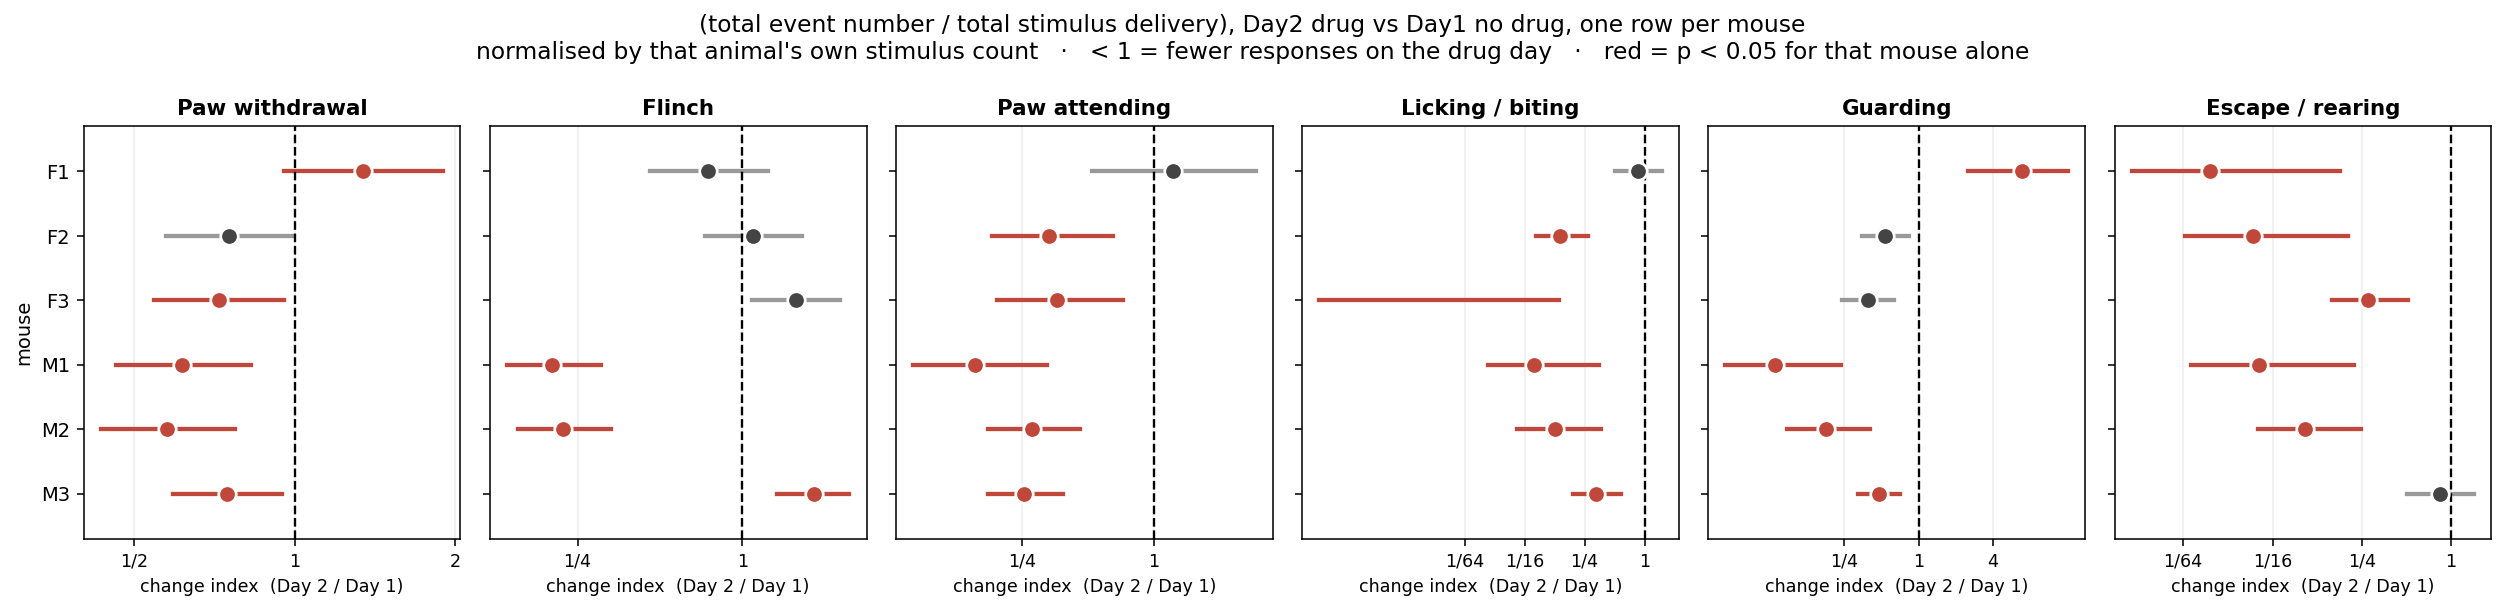 (total event number / total stimulus delivery), Day2 drug vs Day1 no drug, one row per mouse
normalised by that animal's own stimulus count · < 1 = fewer responses on the drug day · red = p < 0.05 for that mouse alone
Paw withdrawal
Flinch
Paw attending
Licking / biting
Guarding
Escape / rearing
mouse
F1
F2
F3
M1
M2
M3
1/2 1 2
1/4 1
1/4 1
1/64 1/16 1/4 1
1/4 1 4
1/64 1/16 1/4 1
change index (Day 2 / Day 1)
change index (Day 2 / Day 1)
change index (Day 2 / Day 1)
change index (Day 2 / Day 1)
change index (Day 2 / Day 1)
change index (Day 2 / Day 1)